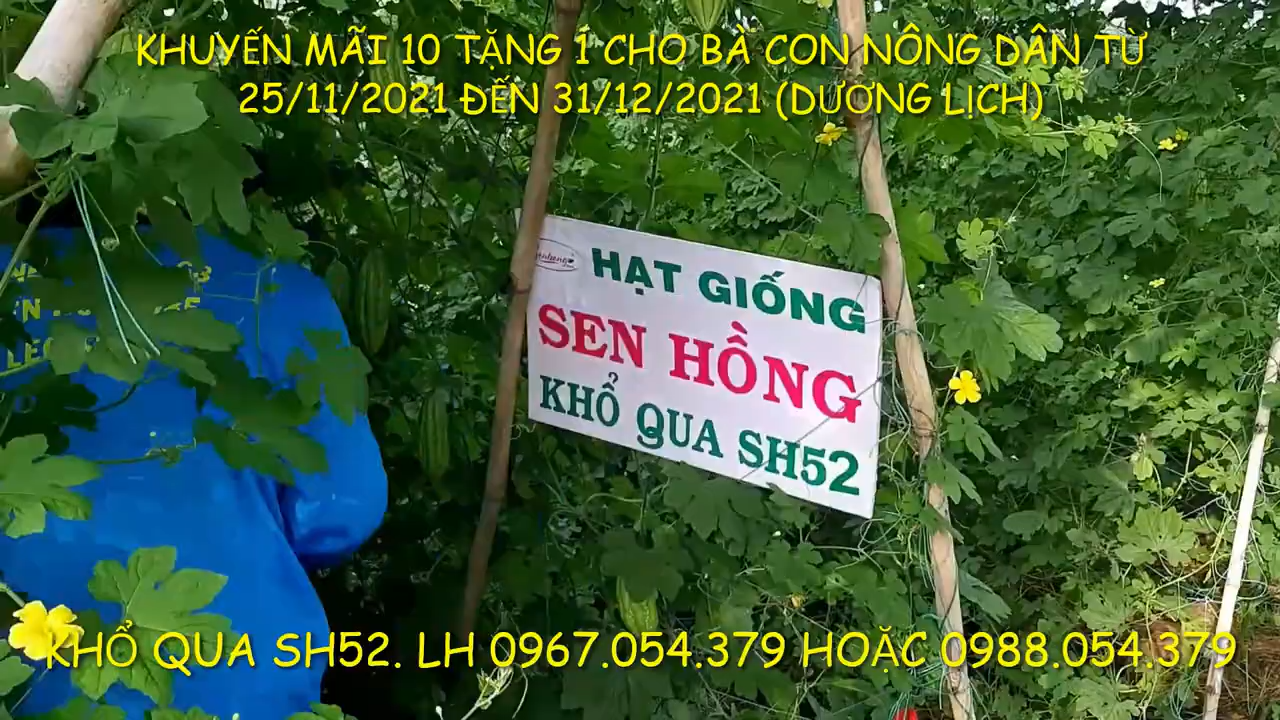 KHUYẾN MÃI 10 TẶNG 1 CHO BÀ CON NÔNG DÂN TỪ
25/11/2021 ĐẾN 31/12/2021 (DƯƠNG LỊCH)
HẠT GIỐNG
SEN HỒNG
KHỔ QUA SH52
KHỔ QUA SH52. LH 0967.054.379 HOẶC 0988.054.379